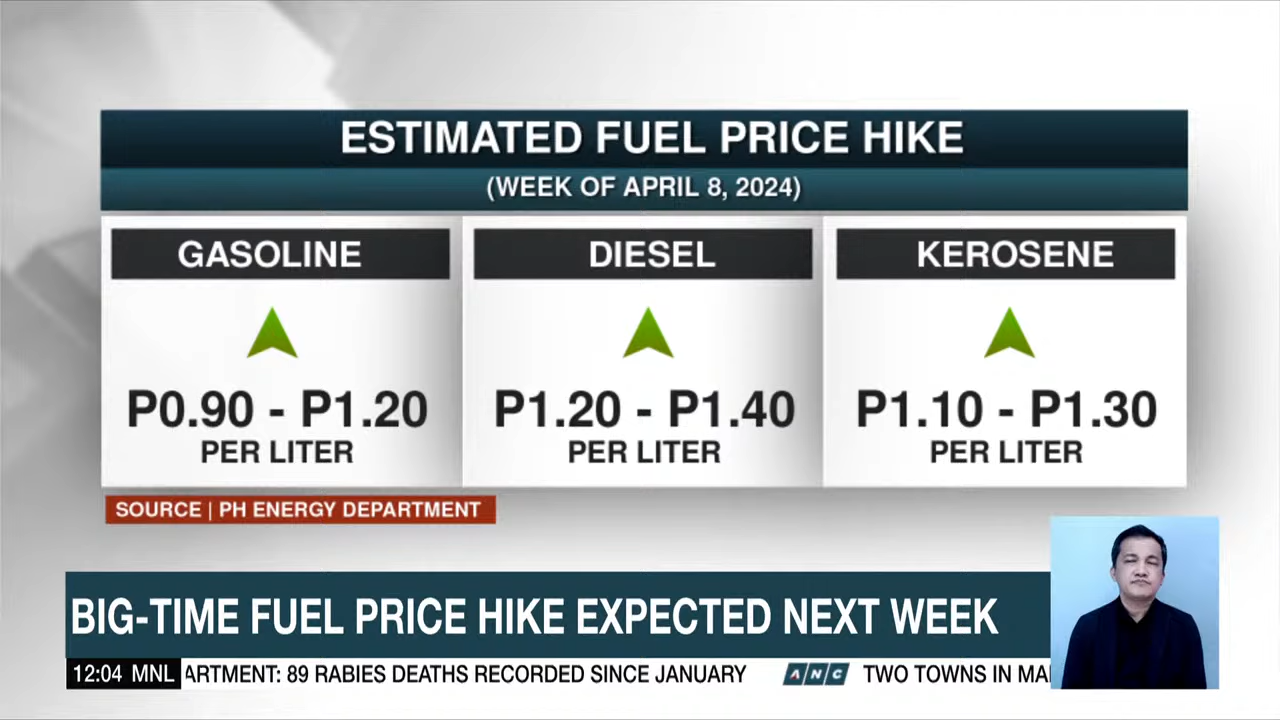 ESTIMATED FUEL PRICE HIKE
(WEEK OF APRIL 8, 2024)
GASOLINE
P0.90 - P1.20
PER LITER
DIESEL
P1.20 - P1.40
PER LITER
KEROSENE
P1.10 - P1.30
PER LITER
SOURCE | PH ENERGY DEPARTMENT
BIG-TIME FUEL PRICE HIKE EXPECTED NEXT WEEK
12:04 MNL ARTMENT: 89 RABIES DEATHS RECORDED SINCE JANUARY ANC TWO TOWNS IN MA